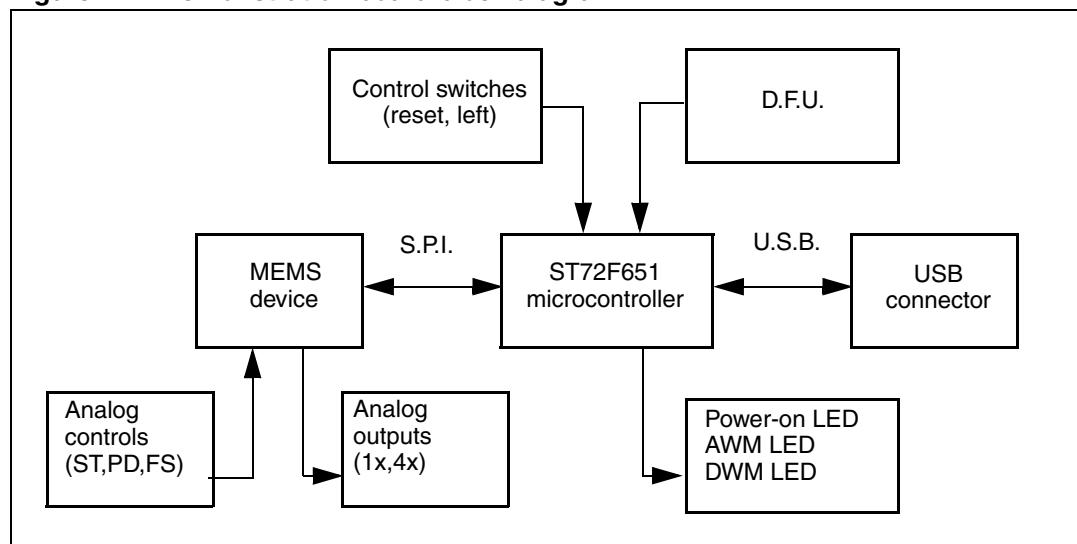 Control switches
(reset, left)
D.F.U.
S.P.I.
U.S.B.
MEMS
device
ST72F651
microcontroller
USB
connector
Analog
controls
(ST,PD,FS)
Analog
outputs
(1x,4x)
Power-on LED
AWM LED
DWM LED